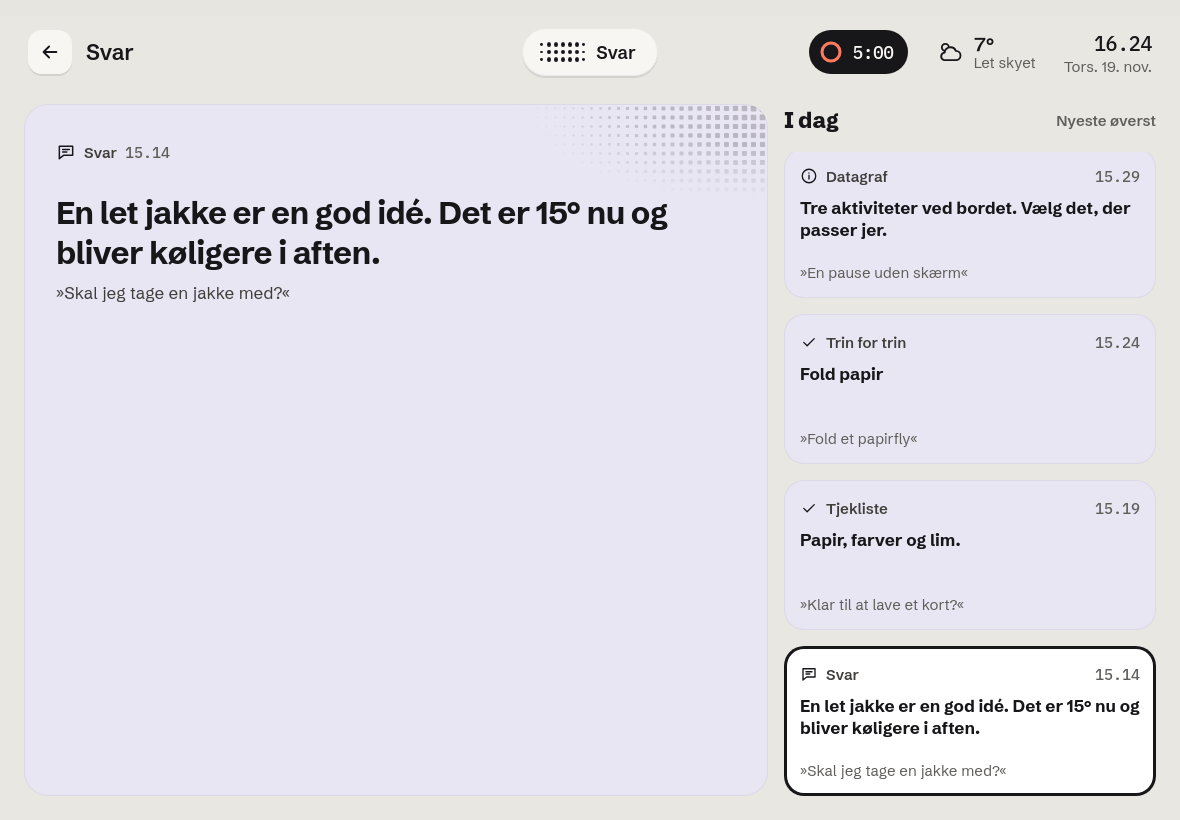 Svar
Svar
5:00
7°
Let skyet
16.24
Tors. 19. nov.
Svar 15.14
En let jakke er en god idé. Det er 15° nu og
bliver køligere i aften.
»Skal jeg tage en jakke med?«
I dag
Nyeste øverst
Datagraf 15.29
Tre aktiviteter ved bordet. Vælg det, der
passer jer.
»En pause uden skærm«
Trin for trin 15.24
Fold papir
»Fold et papirfly«
Tjekliste 15.19
Papir, farver og lim.
»Klar til at lave et kort?«
Svar 15.14
En let jakke er en god idé. Det er 15° nu og
bliver køligere i aften.
»Skal jeg tage en jakke med?«